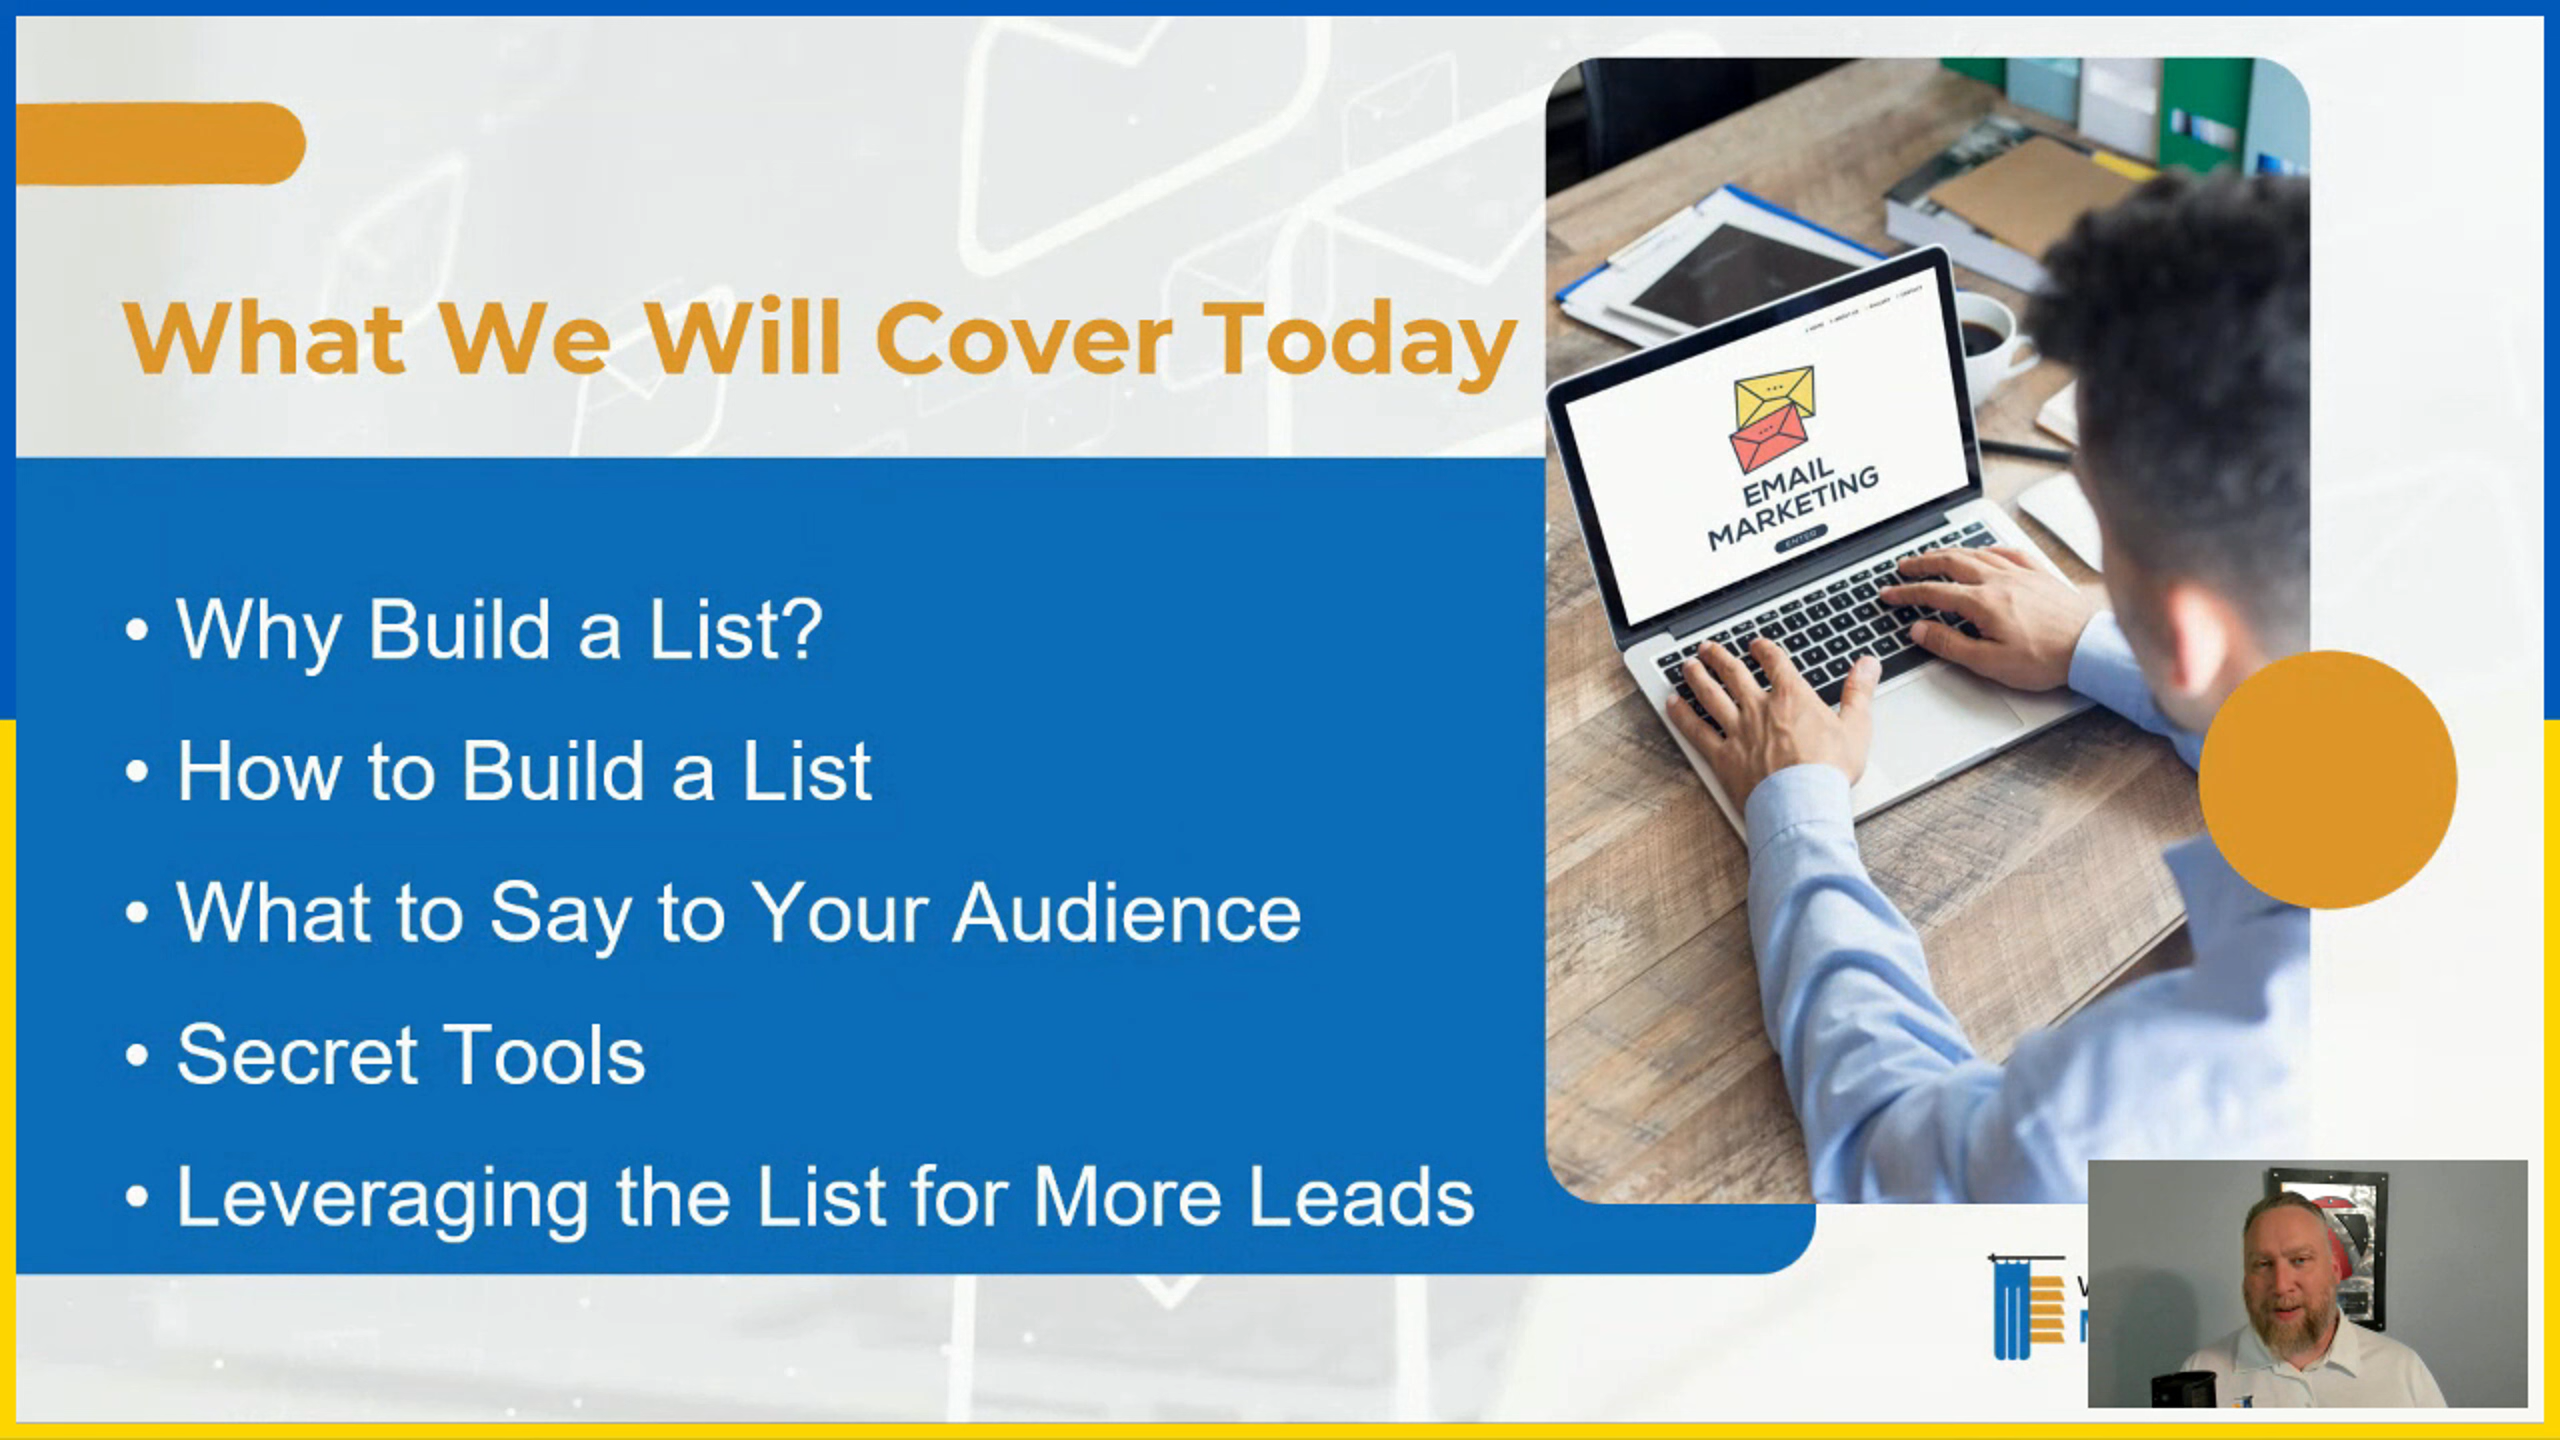 What We Will Cover Today
• Why Build a List?
• How to Build a List
• What to Say to Your Audience
• Secret Tools
• Leveraging the List for More Leads
EMAIL
MARKETING
ENTER